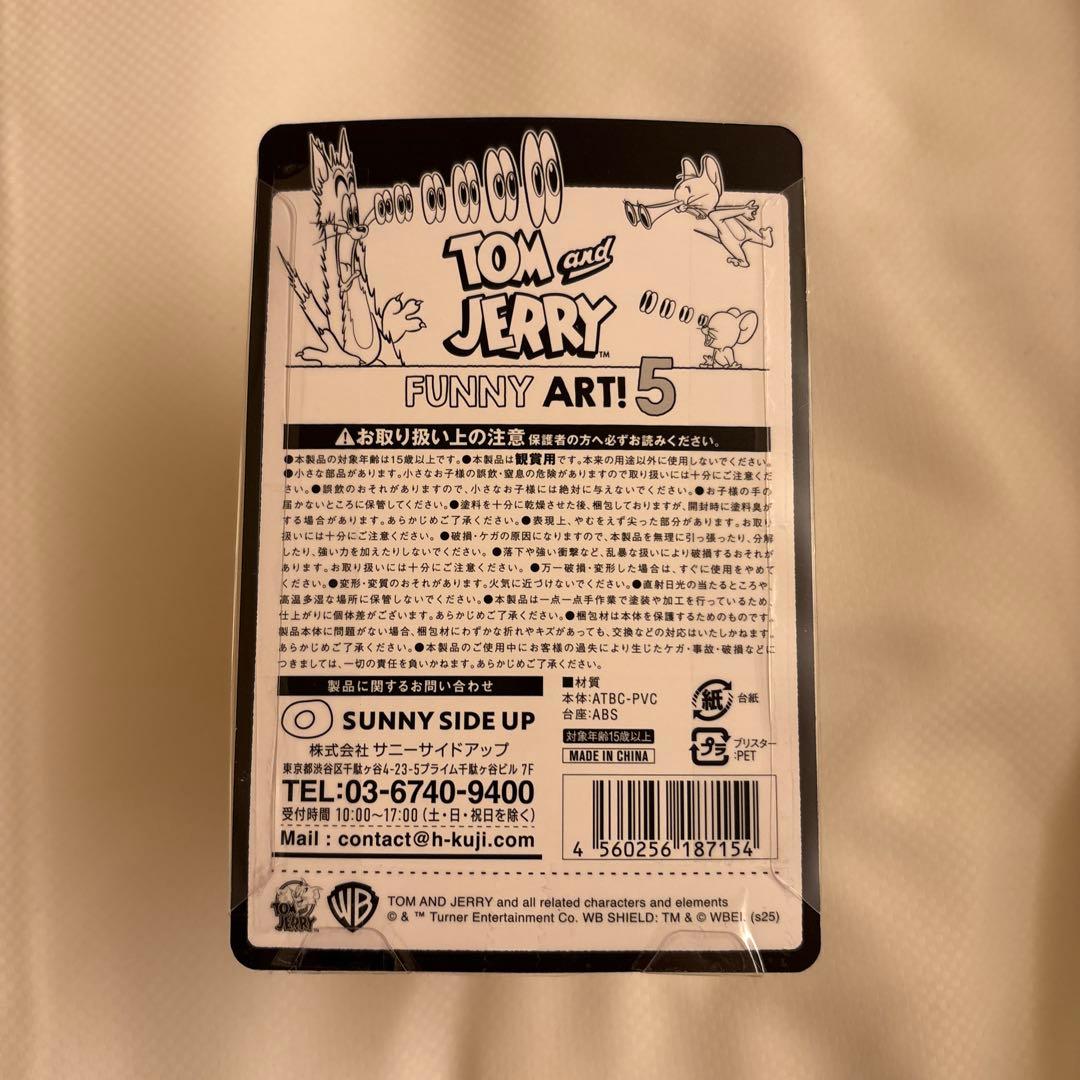 TOM and
JERRY™
FUNNY ART! 5
お取り扱い上の注意 保護者の方へ必ずお読みください。
●本製品の対象年齢は15歳以上です。●本製品は観賞用です。本来の用途以外に使用しないでください。
●小さな部品があります。小さなお子様の誤飲・窒息の危険がありますので取り扱いには十分にご注意くだ
さい。●誤飲のおそれがありますので、小さなお子様には絶対に与えないでください。●お子様の手の
届かないところに保管してください。●塗料を十分に乾燥させた後、梱包しておりますが、開封時に塗料臭が
する場合があります。あらかじめご了承ください。●表現上、やむをえず尖った部分があります。お取り
扱いには十分にご注意ください。●破損・ケガの原因になりますので、本製品を無理に引っ張ったり、分解
したり、強い力を加えたりしないでください。●落下や強い衝撃など、乱暴な扱いにより破損するおそれが
あります。お取り扱いには十分にご注意ください。●万一破損・変形した場合は、すぐに使用をやめて
ください。●変形・変質のおそれがあります。火気に近づけないでください。●直射日光の当たるところや
高温多湿な場所に保管しないでください。●本製品は一点一点手作業で塗装や加工を行っているため、
仕上がりに個体差がございます。あらかじめご了承ください。●梱包材は本体を保護するためのものです。
製品本体に問題がない場合、梱包材にわずかな折れやキズがあっても、交換などの対応はいたしかねます。
あらかじめご了承ください。●本製品のご使用中にお客様の過失により生じたケガ・事故・破損などに
つきましては、一切の責任を負いかねます。あらかじめご了承ください。
製品に関するお問い合わせ
SUNNY SIDE UP
株式会社 サニーサイドアップ
東京都渋谷区千駄ヶ谷4-23-5プライム千駄ヶ谷ビル 7F
TEL:03-6740-9400
受付時間 10:00～17:00（土・日・祝日を除く）
Mail : contact@h-kuji.com
■材質
本体:ATBC-PVC
台座:ABS
対象年齢15歳以上
MADE IN CHINA
紙 台紙
プラ ブリスター
:PET
4 560256 187154
TOM and JERRY™
WB
TOM AND JERRY and all related characters and elements
© & ™ Turner Entertainment Co. WB SHIELD: TM & © WBEI. (s25)